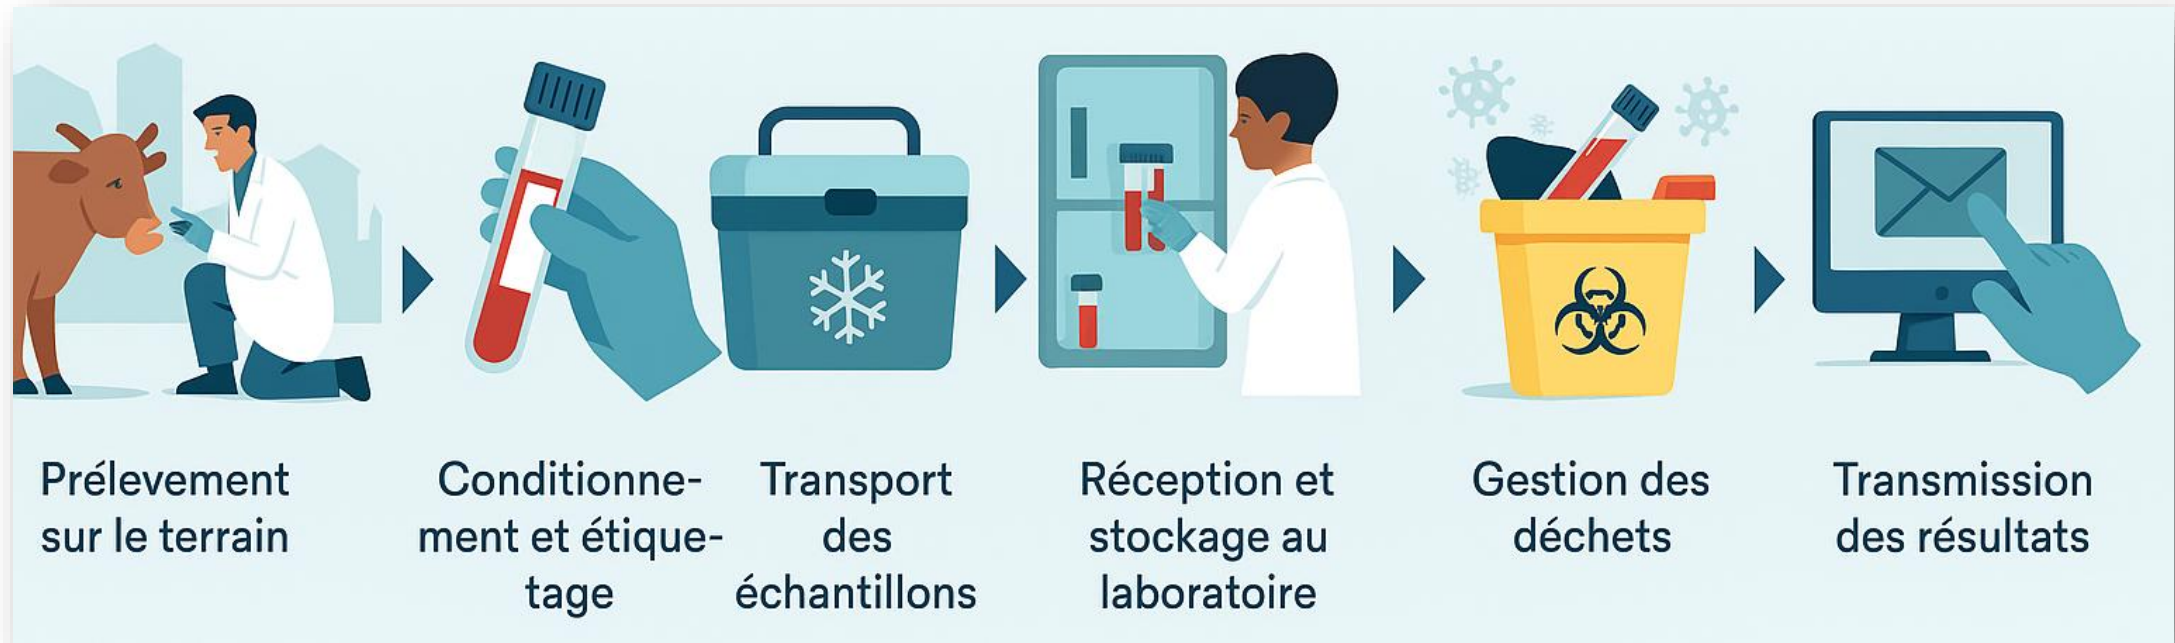 Prélevement
sur le terrain
Conditionne-
ment et étique-
tage
Transport
des
échantillons
Réception et
stockage au
laboratoire
Gestion des
déchets
Transmission
des résultats